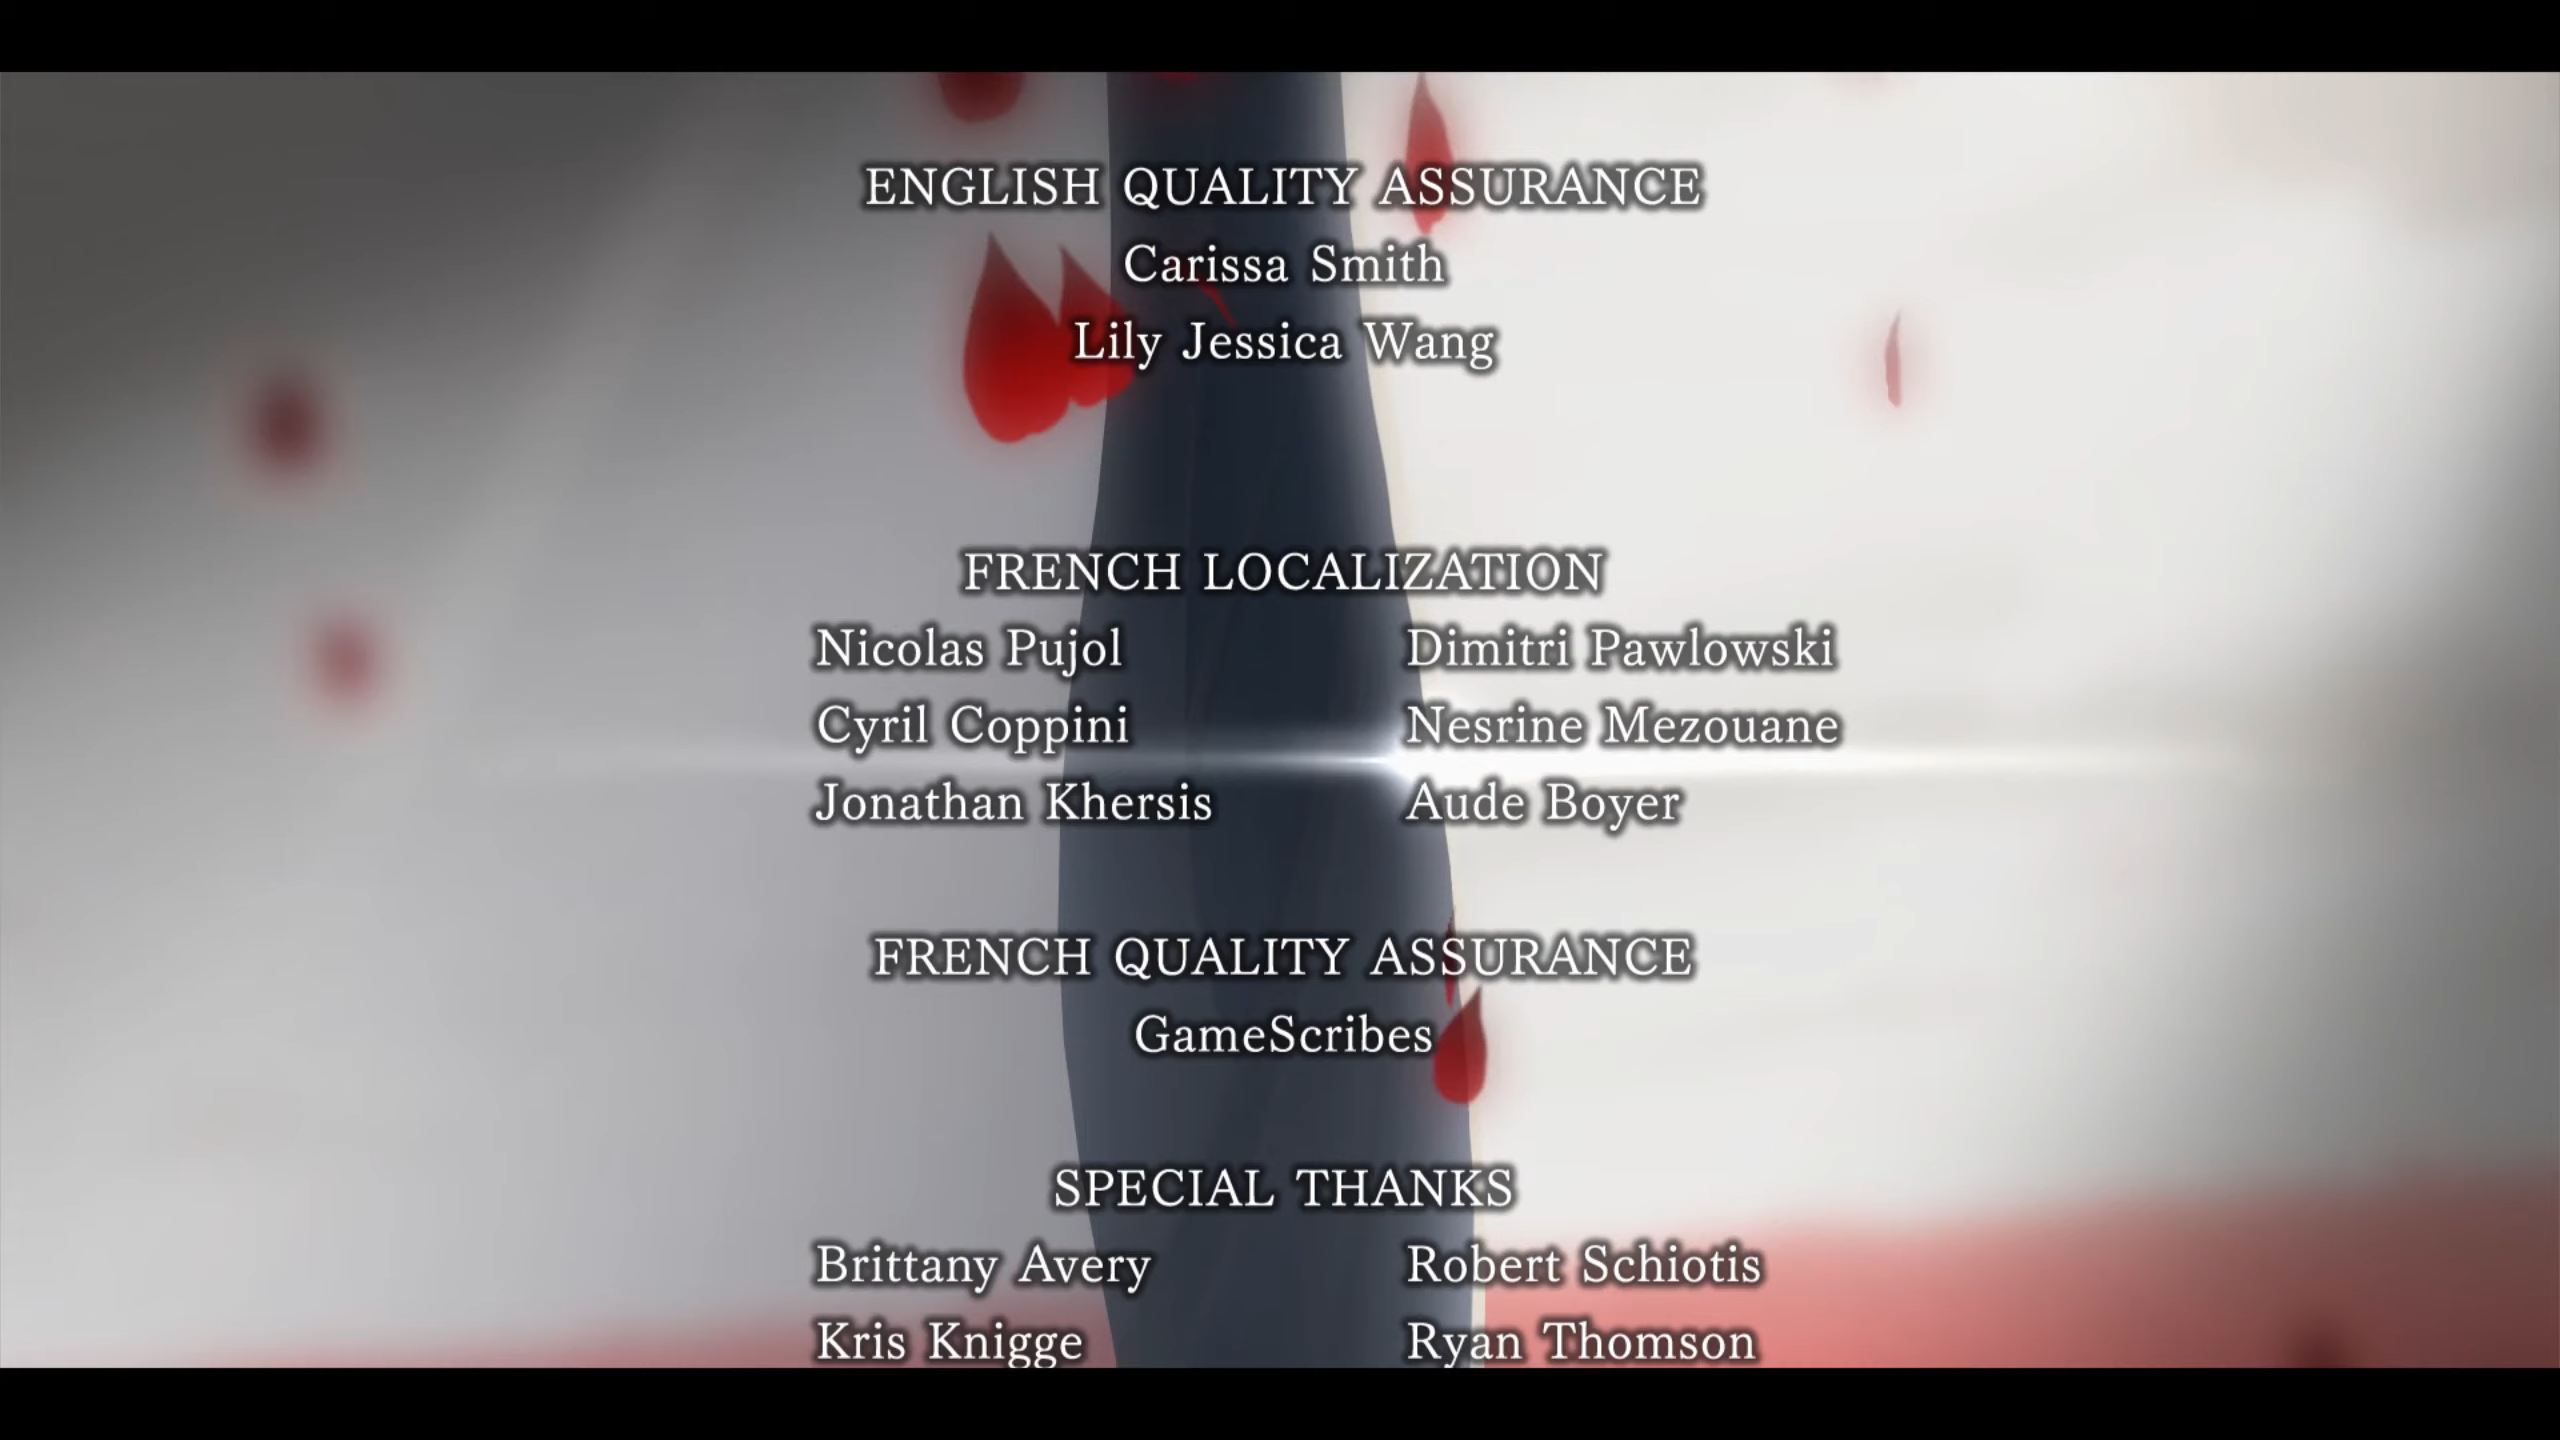 ENGLISH QUALITY ASSURANCE
Carissa Smith
Lily Jessica Wang
FRENCH LOCALIZATION
Nicolas Pujol Dimitri Pawlowski
Cyril Coppini Nesrine Mezouane
Jonathan Khersis Aude Boyer
FRENCH QUALITY ASSURANCE
GameScribes
SPECIAL THANKS
Brittany Avery Robert Schiotis
Kris Knigge Ryan Thomson